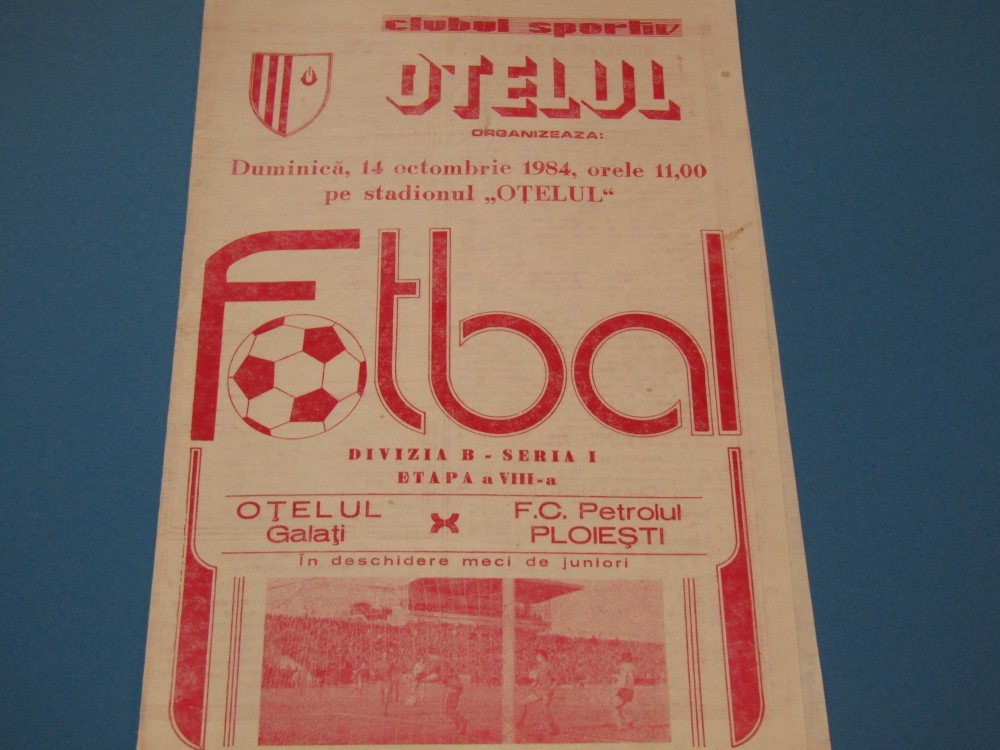 clubul sportiv
OŢELUL
ORGANIZEAZA:
Duminică, 14 octombrie 1984, orele 11,00
pe stadionul „OŢELUL“
Fotbal
DIVIZIA B - SERIA I
ETAPA a VIII-a
OŢELUL x F.C. Petrolul
Galaţi PLOIEŞTI
În deschidere meci de juniori